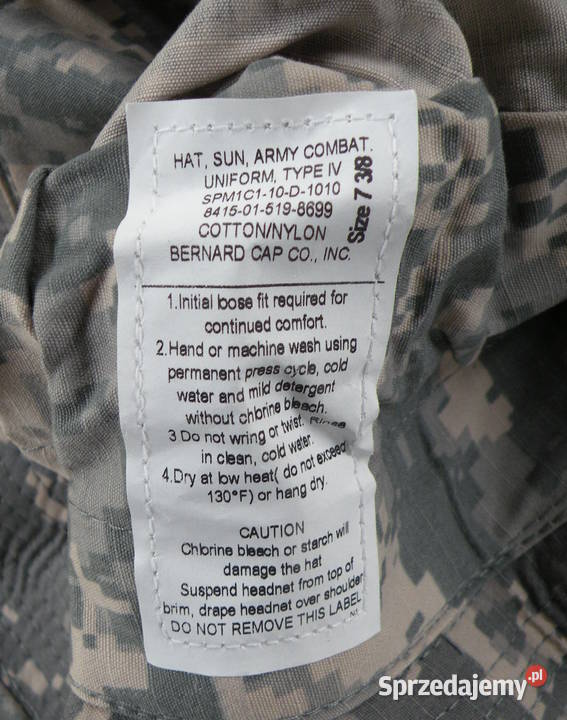 HAT, SUN, ARMY COMBAT.
UNIFORM, TYPE IV
SPM1C1-10-D-1010
8415-01-519-8699
COTTON/NYLON
BERNARD CAP CO., INC.
Size 7 3/8
1.Initial bose fit required for
continued comfort.
2.Hand or machine wash using
permanent press cycle, cold
water and mild detergent
without chbrine bleach.
3 Do not wring or twist. Rinse
in clean, cold water.
4.Dry at low heat( do not exceed
130°F) or hang dry.
CAUTION
Chbrine bleach or starch will
damage the hat
Suspend headnet from top of
brim, drape headnet over shoulder
DO NOT REMOVE THIS LABEL
Sprzedajemy.pl